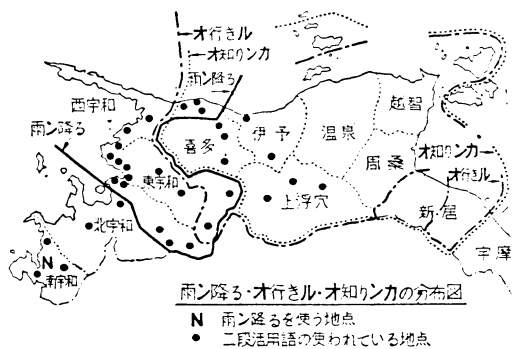 オ行きル
オ知リンカ
雨ン降る
西宇和
雨ン降る
喜多
伊予
温泉
越智
周桑
オ知リンカ
オ行きル
東宇和
上浮穴
新居
北宇和
宇摩
N
南宇和
雨ン降る・オ行きル・オ知リンカの分布図
N 雨ン降るを使う地点
● 二段活用語の使われている地点